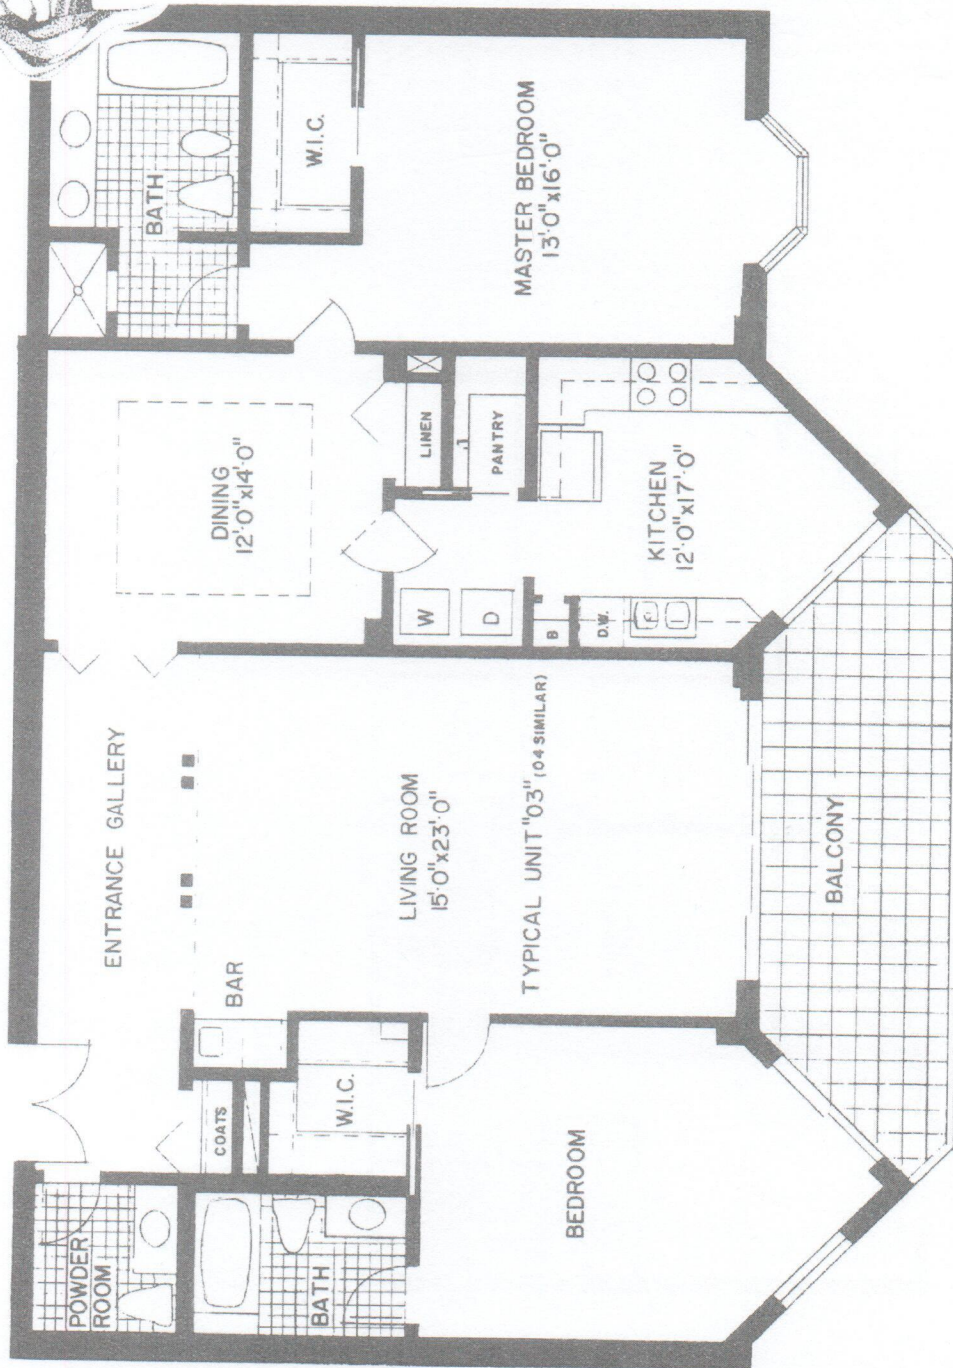 POWDER
ROOM
BATH
COATS
W.I.C.
BAR
BEDROOM
ENTRANCE GALLERY
LIVING ROOM
15'·0"x23'·0"
TYPICAL UNIT "03" (04 SIMILAR)
BALCONY
DINING
12'·0"x14'·0"
W
D
B
D.W.
LINEN
PANTRY
KITCHEN
12'·0"x17'·0"
BATH
W.I.C.
MASTER BEDROOM
13'·0"x16'·0"